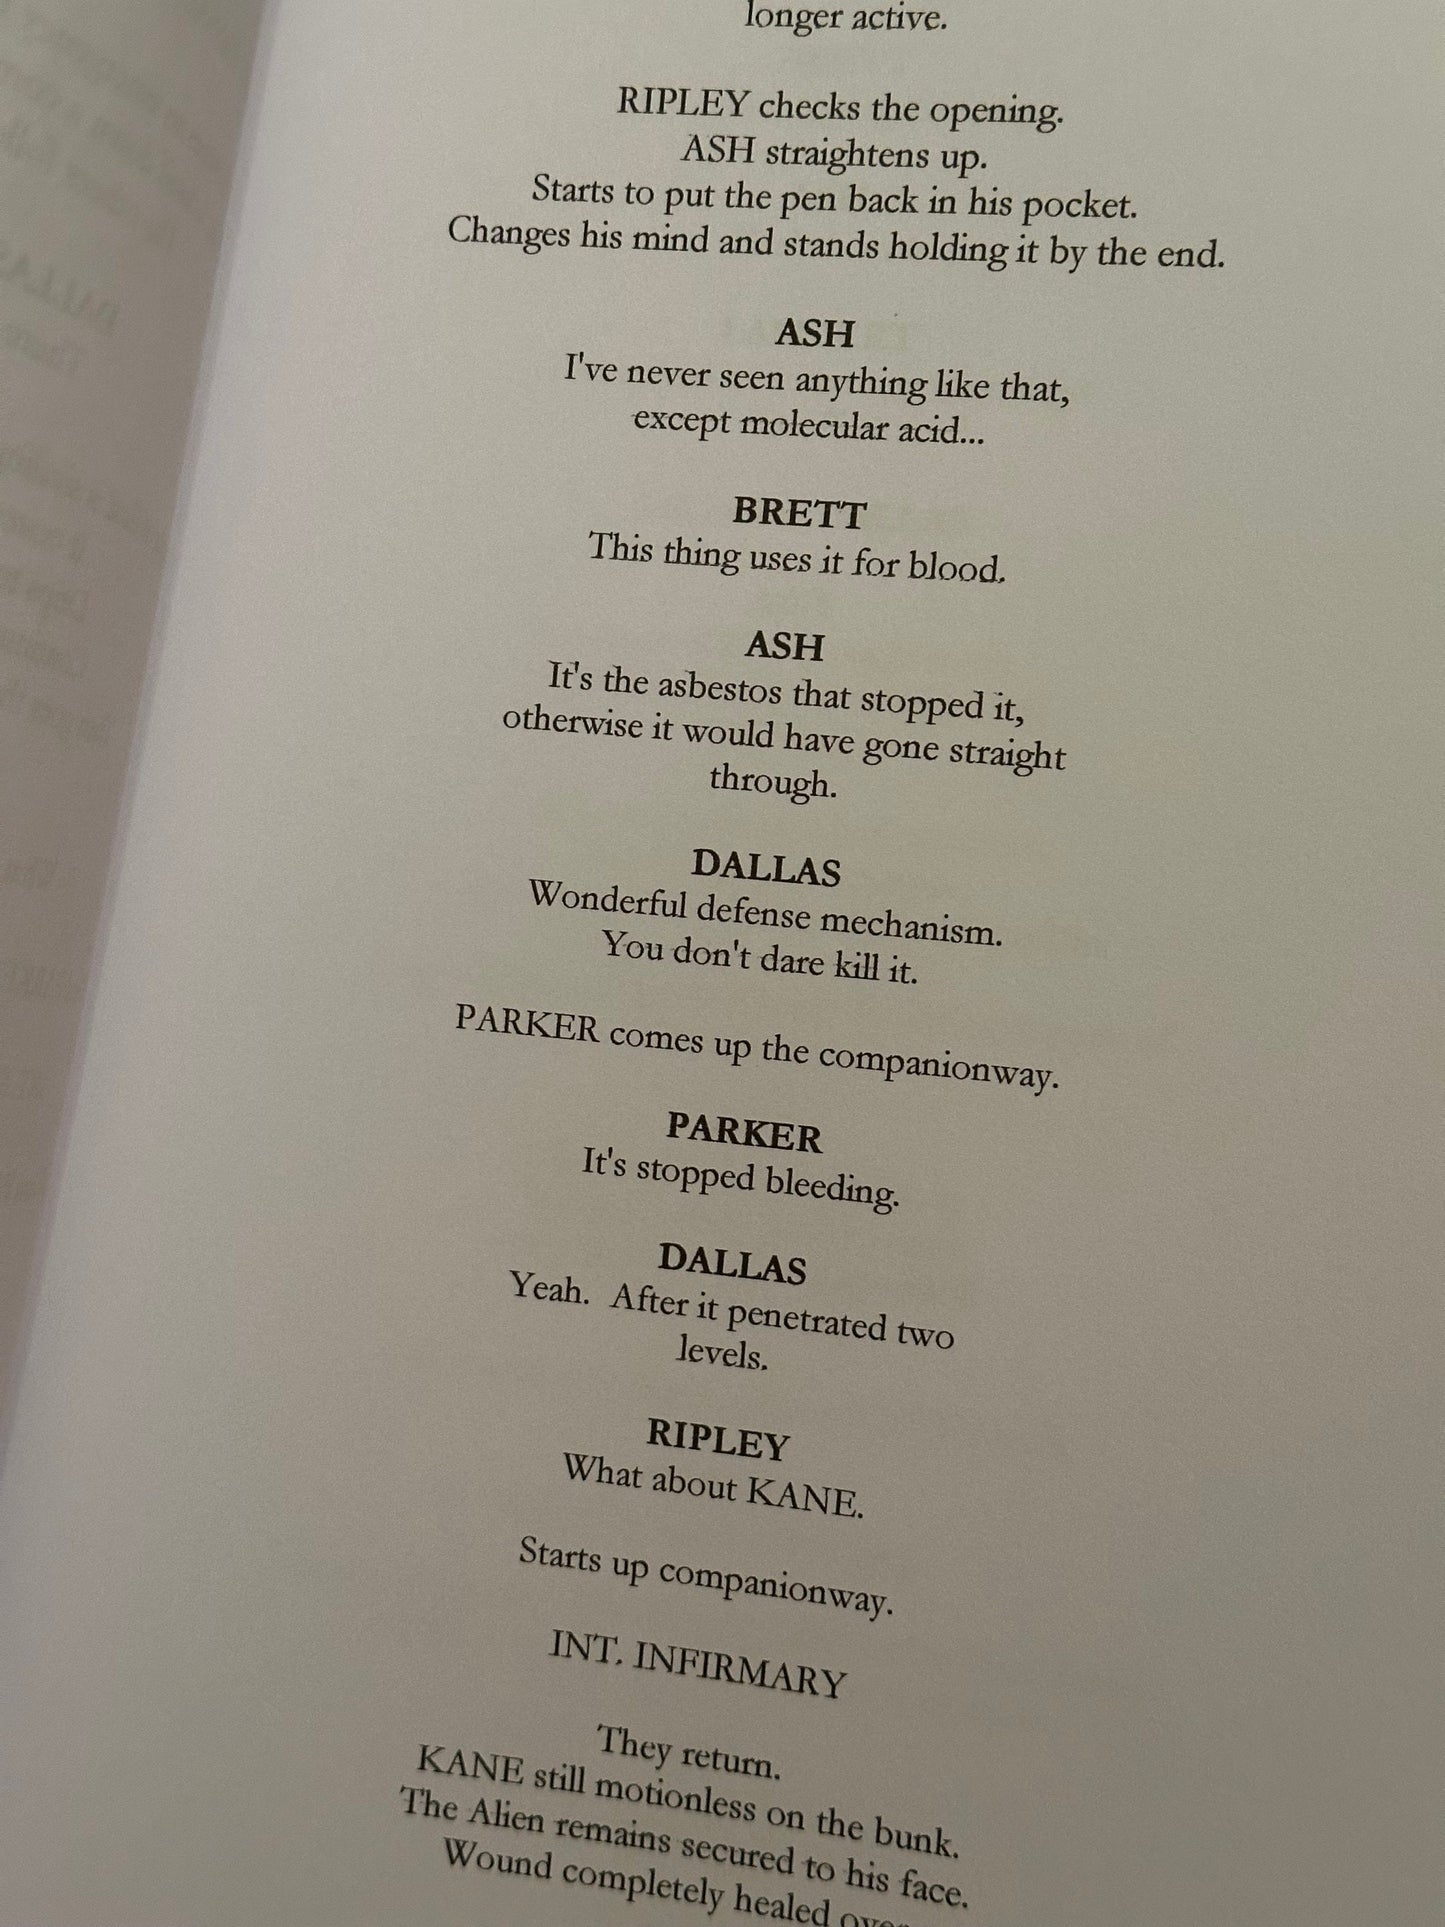 longer active.
RIPLEY checks the opening.
ASH straightens up.
Starts to put the pen back in his pocket.
Changes his mind and stands holding it by the end.
ASH
I've never seen anything like that,
except molecular acid...
BRETT
This thing uses it for blood.
ASH
It's the asbestos that stopped it,
otherwise it would have gone straight
through.
DALLAS
Wonderful defense mechanism.
You don't dare kill it.
PARKER comes up the companionway.
PARKER
It's stopped bleeding.
DALLAS
Yeah.  After it penetrated two
levels.
RIPLEY
What about KANE.
Starts up companionway.
INT. INFIRMARY
They return.
KANE still motionless on the bunk.
The Alien remains secured to his face.
Wound completely healed over